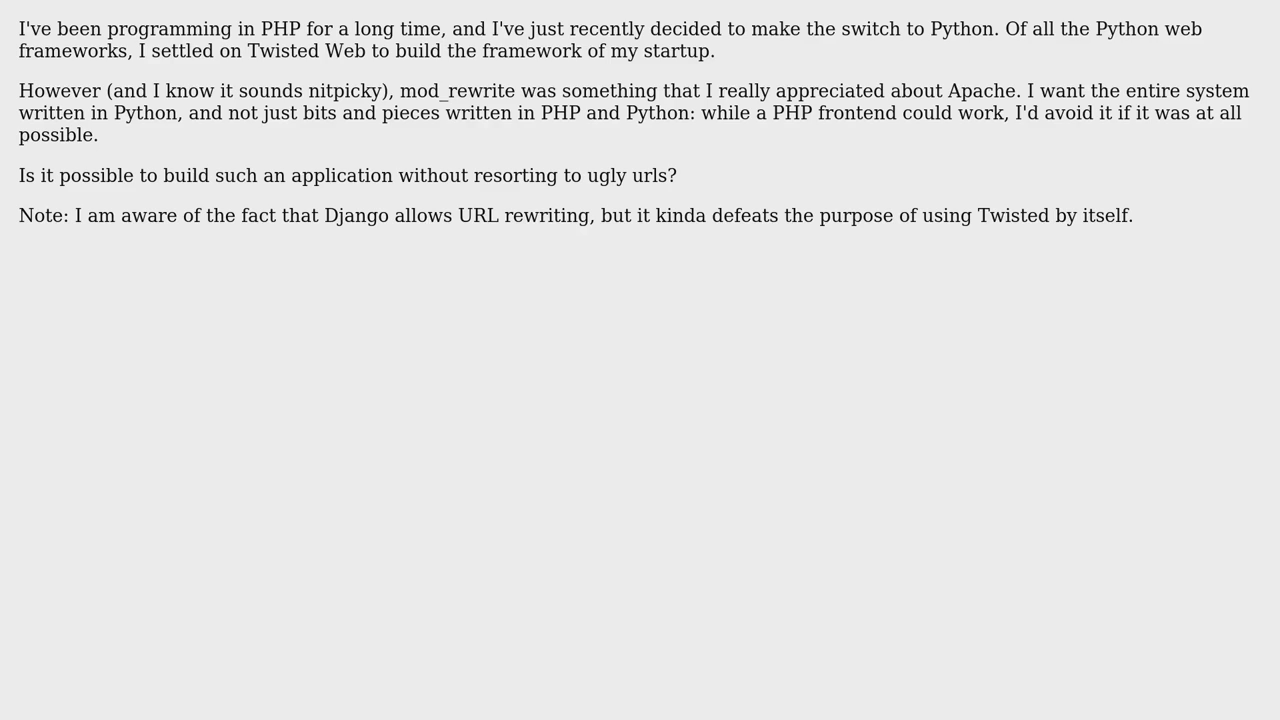 I've been programming in PHP for a long time, and I've just recently decided to make the switch to Python. Of all the Python web
frameworks, I settled on Twisted Web to build the framework of my startup.
However (and I know it sounds nitpicky), mod_rewrite was something that I really appreciated about Apache. I want the entire system
written in Python, and not just bits and pieces written in PHP and Python: while a PHP frontend could work, I'd avoid it if it was at all
possible.
Is it possible to build such an application without resorting to ugly urls?
Note: I am aware of the fact that Django allows URL rewriting, but it kinda defeats the purpose of using Twisted by itself.